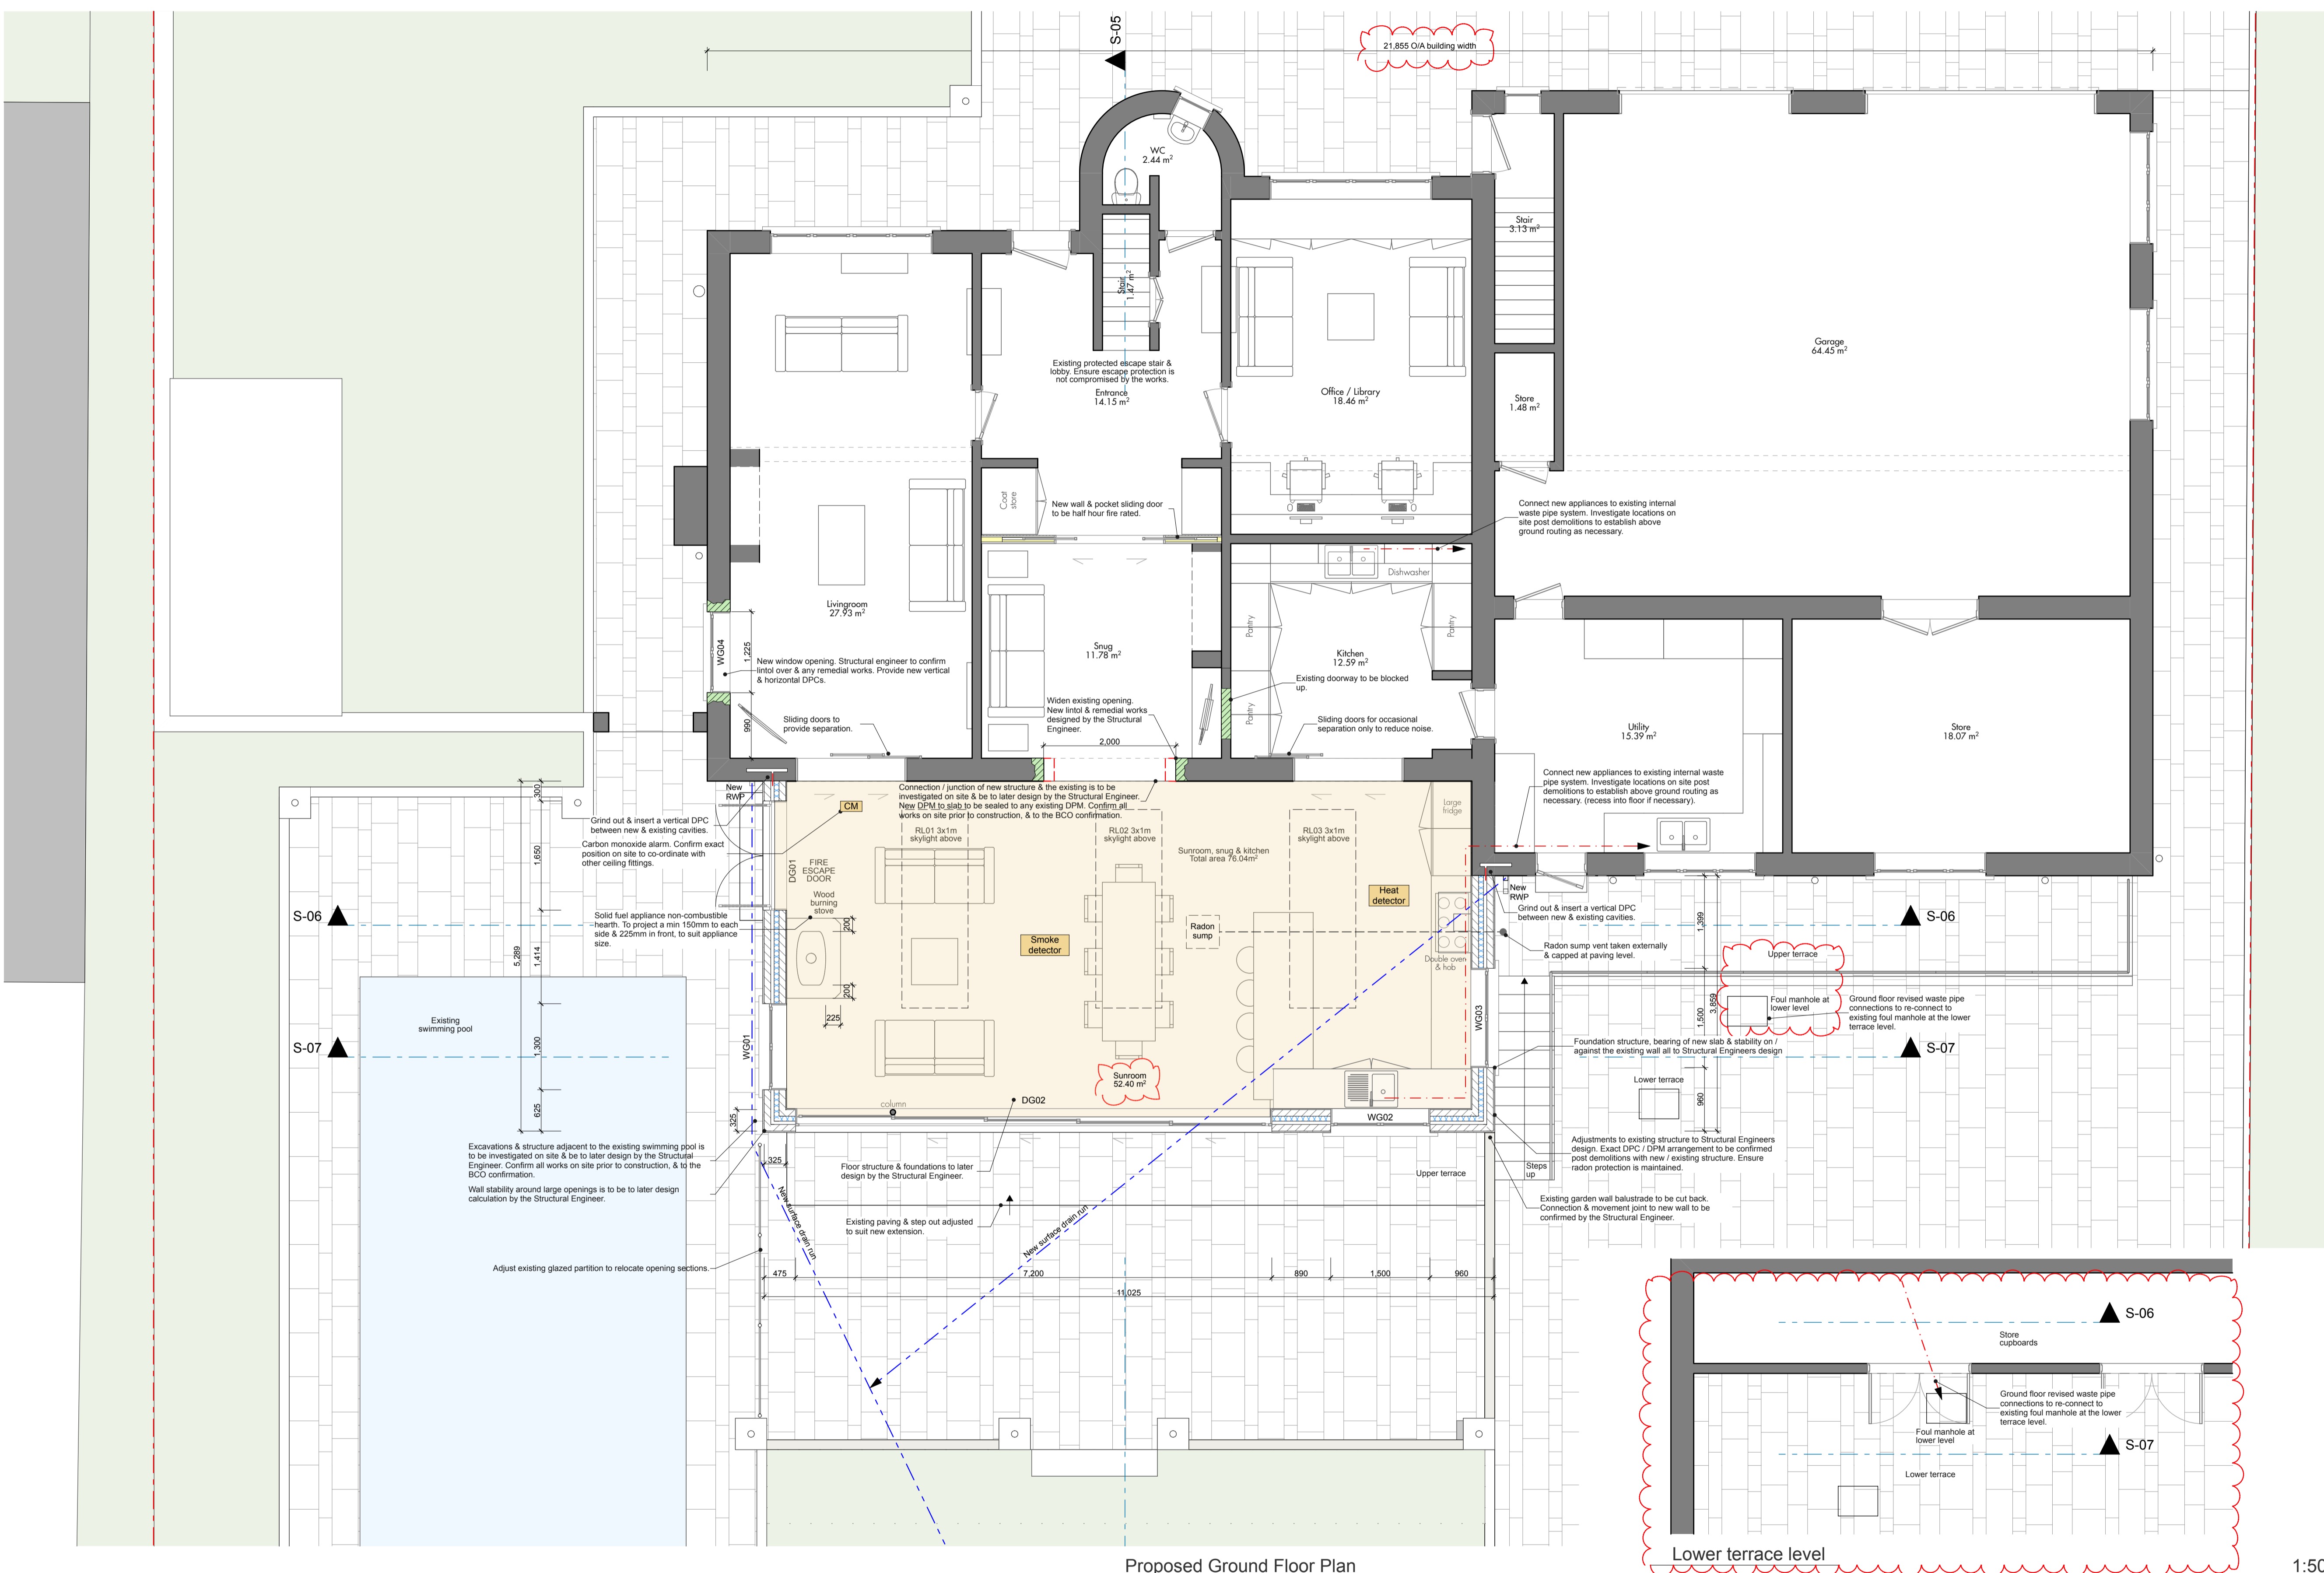 S-05
21,855 O/A building width
WC
2.44 m²
Stair
3.13 m²
Stair
1.47 m²
Garage
64.45 m²
Existing protected escape stair &
lobby. Ensure escape protection is
not compromised by the works.
Entrance
14.15 m²
Office / Library
18.46 m²
Store
1.48 m²
Coat
store
New wall & pocket sliding door
to be half hour fire rated.
Connect new appliances to existing internal
waste pipe system. Investigate locations on
site post demolitions to establish above
ground routing as necessary.
Dishwasher
Livingroom
27.93 m²
Pantry
Pantry
Pantry
Snug
11.78 m²
Kitchen
12.59 m²
WG04
1,225
990
New window opening. Structural engineer to confirm
lintol over & any remedial works. Provide new vertical
& horizontal DPCs.
Existing doorway to be blocked
up.
Widen existing opening.
New lintol & remedial works
designed by the Structural
Engineer.
2,000
Sliding doors to
provide separation.
Sliding doors for occasional
separation only to reduce noise.
Utility
15.39 m²
Store
18.07 m²
Connect new appliances to existing internal waste
pipe system. Investigate locations on site post
demolitions to establish above ground routing as
necessary. (recess into floor if necessary).
New
RWP
Connection / junction of new structure & the existing is to be
investigated on site & be to later design by the Structural Engineer.
New DPM to slab to be sealed to any existing DPM. Confirm all
works on site prior to construction, & to the BCO confirmation.
CM
Large
fridge
Grind out & insert a vertical DPC
between new & existing cavities.
Carbon monoxide alarm. Confirm exact
position on site to co-ordinate with
other ceiling fittings.
RL01 3x1m
skylight above
RL02 3x1m
skylight above
RL03 3x1m
skylight above
Sunroom, snug & kitchen
Total area 76.04m²
DG01
FIRE
ESCAPE
DOOR
Wood
burning
stove
Heat
detector
New
RWP
Grind out & insert a vertical DPC
between new & existing cavities.
S-06
Solid fuel appliance non-combustible
hearth. To project a min 150mm to each
side & 225mm in front, to suit appliance
size.
200
200
225
Smoke
detector
Radon
sump
Double oven
& hob
Radon sump vent taken externally
& capped at paving level.
S-06
300
1,650
1,414
1,300
625
5,289
325
1,399
1,500
3,859
960
Upper terrace
Foul manhole at
lower level
Ground floor revised waste pipe
connections to re-connect to
existing foul manhole at the lower
terrace level.
Existing
swimming pool
S-07
WG01
WG03
S-07
Foundation structure, bearing of new slab & stability on /
against the existing wall all to Structural Engineers design
Lower terrace
Sunroom
52.40 m²
column
DG02
WG02
Excavations & structure adjacent to the existing swimming pool is
to be investigated on site & be to later design by the Structural
Engineer. Confirm all works on site prior to construction, & to the
BCO confirmation.
Wall stability around large openings is to be to later design
calculation by the Structural Engineer.
325
Floor structure & foundations to later
design by the Structural Engineer.
Upper terrace
Steps
up
Adjustments to existing structure to Structural Engineers
design. Exact DPC / DPM arrangement to be confirmed
post demolitions with new / existing structure. Ensure
radon protection is maintained.
Existing garden wall balustrade to be cut back.
Connection & movement joint to new wall to be
confirmed by the Structural Engineer.
Existing paving & step out adjusted
to suit new extension.
New surface drain run
New surface drain run
Adjust existing glazed partition to relocate opening sections.
475
7,200
890
1,500
960
11,025
S-06
Store
cupboards
Ground floor revised waste pipe
connections to re-connect to
existing foul manhole at the lower
terrace level.
Foul manhole at
lower level
S-07
Lower terrace
Lower terrace level
Proposed Ground Floor Plan
1:50